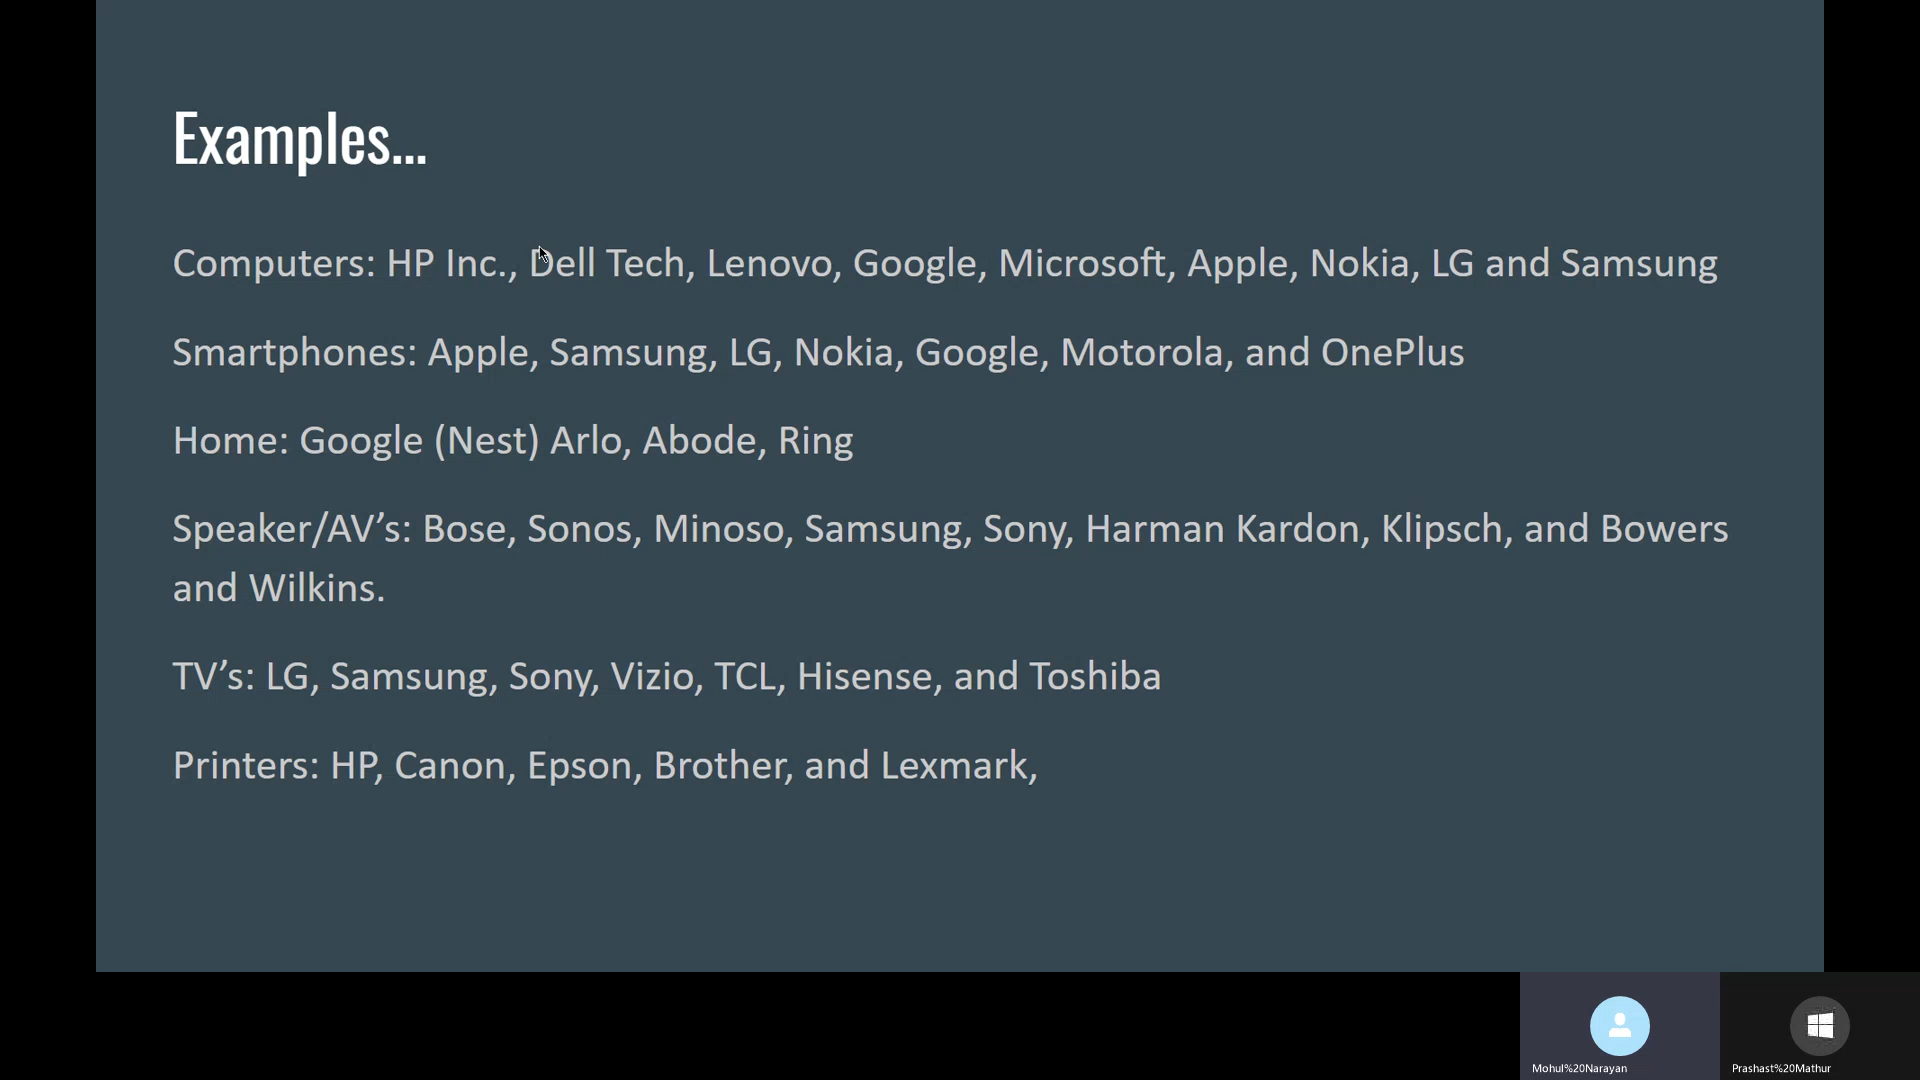 Examples...
Computers: HP Inc., Dell Tech, Lenovo, Google, Microsoft, Apple, Nokia, LG and Samsung
Smartphones: Apple, Samsung, LG, Nokia, Google, Motorola, and OnePlus
Home: Google (Nest) Arlo, Abode, Ring
Speaker/AV’s: Bose, Sonos, Minoso, Samsung, Sony, Harman Kardon, Klipsch, and Bowers
and Wilkins.
TV’s: LG, Samsung, Sony, Vizio, TCL, Hisense, and Toshiba
Printers: HP, Canon, Epson, Brother, and Lexmark,
Mohul%20Narayan
Prashast%20Mathur